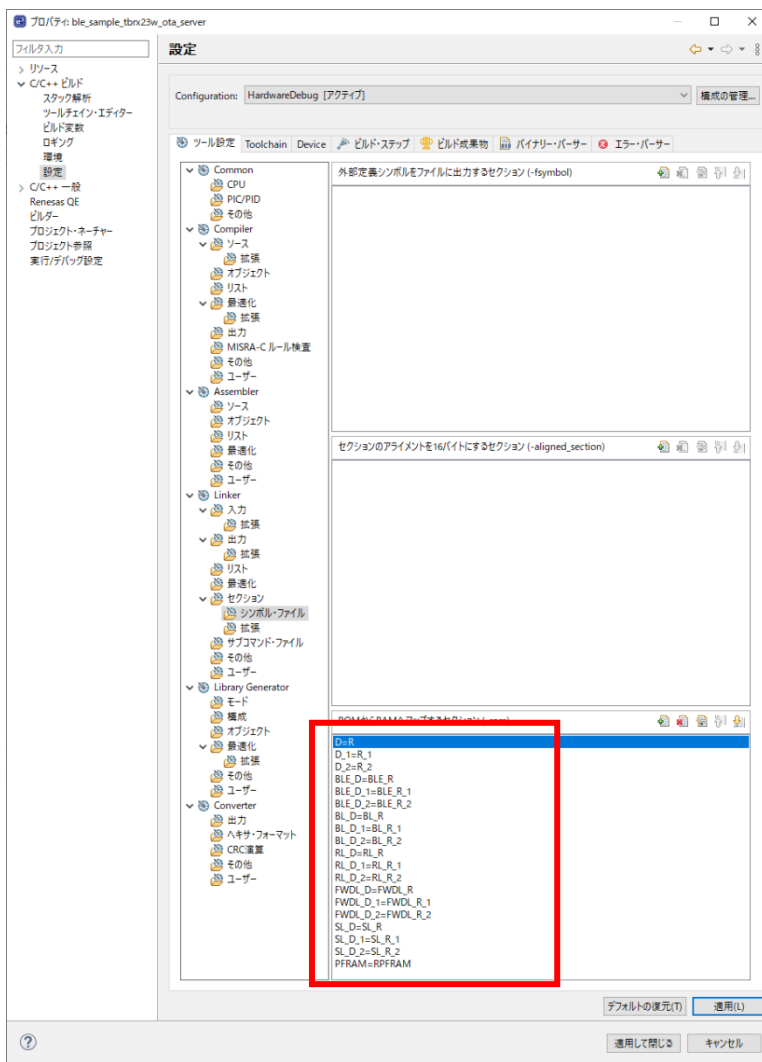 プロパティ: ble_sample_tbrx23w_ota_server
フィルタ入力
設定
リソース
C/C++ ビルド
スタック解析
ツールチェイン・エディター
ビルド変数
ロギング
環境
設定
C/C++ 一般
Renesas QE
ビルダー
プロジェクト・ネーチャー
プロジェクト参照
実行/デバッグ設定
Configuration: HardwareDebug [アクティブ]
構成の管理...
ツール設定 Toolchain Device ビルド・ステップ ビルド成果物 バイナリー・パーサー エラー・パーサー
Common
CPU
PIC/PID
その他
Compiler
ソース
拡張
オブジェクト
リスト
最適化
拡張
出力
MISRA-C ルール検査
その他
ユーザー
Assembler
ソース
オブジェクト
リスト
最適化
その他
ユーザー
Linker
入力
拡張
出力
拡張
リスト
最適化
セクション
シンボル・ファイル
拡張
サブコマンド・ファイル
その他
ユーザー
Library Generator
モード
構成
オブジェクト
最適化
拡張
その他
ユーザー
Converter
出力
ヘキサ・フォーマット
CRC演算
その他
ユーザー
外部定義シンボルをファイルに出力するセクション (-fsymbol)
セクションのアライメントを16バイトにするセクション (-aligned_section)
ROMからRAMへマップするセクション (-rom)
D=R
D_1=R_1
D_2=R_2
BLE_D=BLE_R
BLE_D_1=BLE_R_1
BLE_D_2=BLE_R_2
BL_D=BL_R
BL_D_1=BL_R_1
BL_D_2=BL_R_2
RL_D=RL_R
RL_D_1=RL_R_1
RL_D_2=RL_R_2
FWDL_D=FWDL_R
FWDL_D_1=FWDL_R_1
FWDL_D_2=FWDL_R_2
SL_D=SL_R
SL_D_1=SL_R_1
SL_D_2=SL_R_2
PFRAM=RPFRAM
デフォルトの復元(T) 適用(L)
適用して閉じる キャンセル